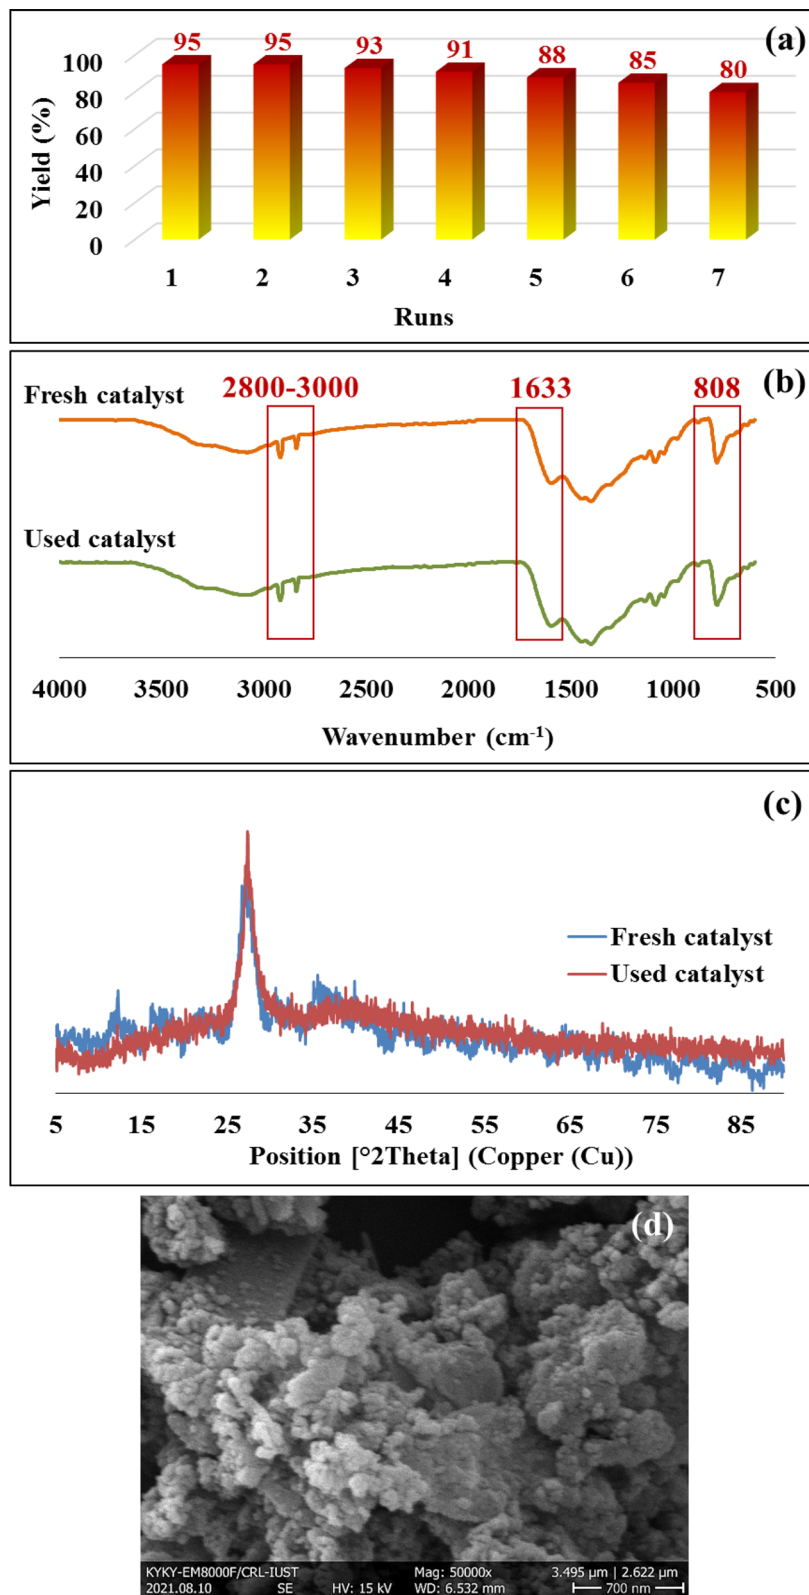 (a)
95 95 93 91 88 85 80
100
80
60
40
20
0
Yield (%)
1 2 3 4 5 6 7
Runs
(b)
2800-3000 1633 808
Fresh catalyst
Used catalyst
4000 3500 3000 2500 2000 1500 1000 500
Wavenumber (cm⁻¹)
(c)
Fresh catalyst
Used catalyst
5 15 25 35 45 55 65 75 85
Position [°2Theta] (Copper (Cu))
(d)
KYKY-EM8000F/CRL-IUST Mag: 50000x 3.495 µm | 2.622 µm
2021.08.10 SE HV: 15 kV WD: 6.532 mm 700 nm